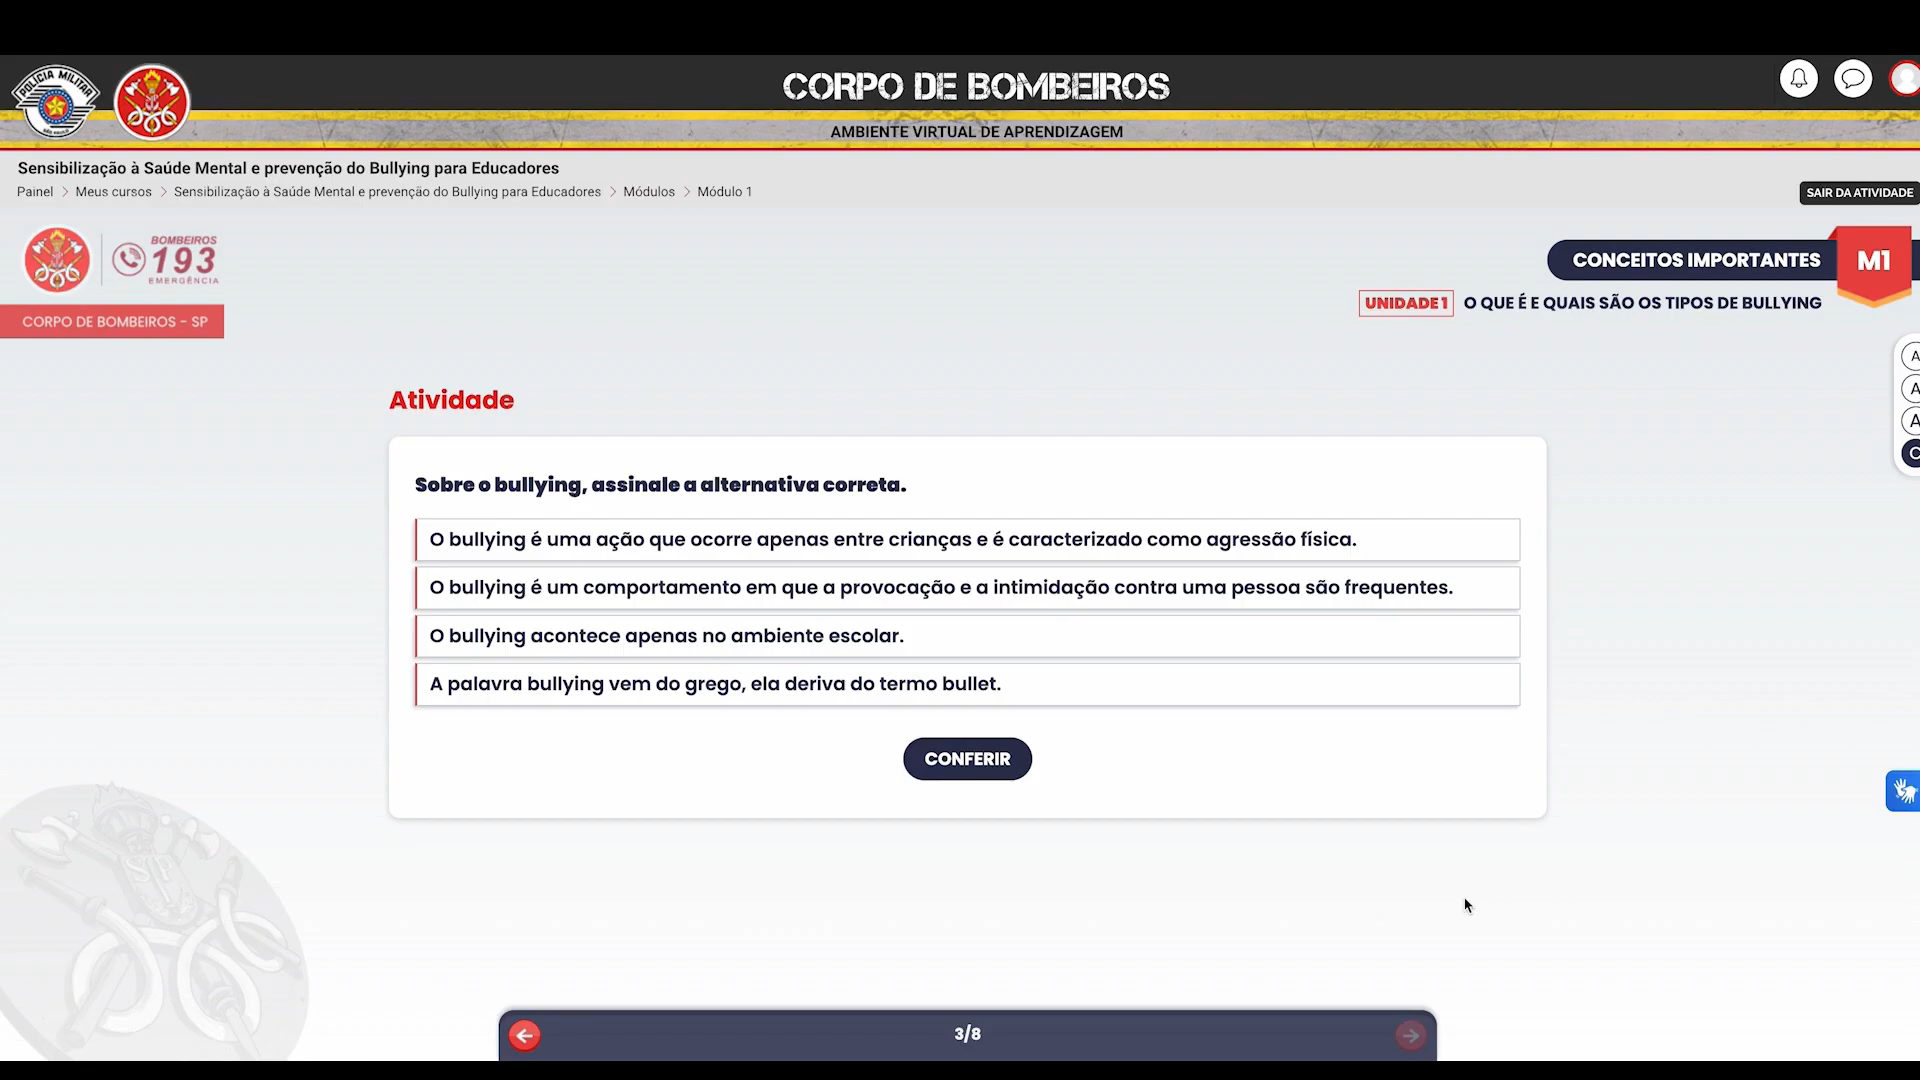 POLÍCIA MILITAR
SÃO PAULO
CORPO DE BOMBEIROS
AMBIENTE VIRTUAL DE APRENDIZAGEM
Sensibilização à Saúde Mental e prevenção do Bullying para Educadores
Painel > Meus cursos > Sensibilização à Saúde Mental e prevenção do Bullying para Educadores > Módulos > Módulo 1
SAIR DA ATIVIDADE
BOMBEIROS
193
EMERGÊNCIA
CORPO DE BOMBEIROS - SP
CONCEITOS IMPORTANTES
M1
UNIDADE 1 O QUE É E QUAIS SÃO OS TIPOS DE BULLYING
A
A
A
C
Atividade
Sobre o bullying, assinale a alternativa correta.
O bullying é uma ação que ocorre apenas entre crianças e é caracterizado como agressão física.
O bullying é um comportamento em que a provocação e a intimidação contra uma pessoa são frequentes.
O bullying acontece apenas no ambiente escolar.
A palavra bullying vem do grego, ela deriva do termo bullet.
CONFERIR
SP
3/8